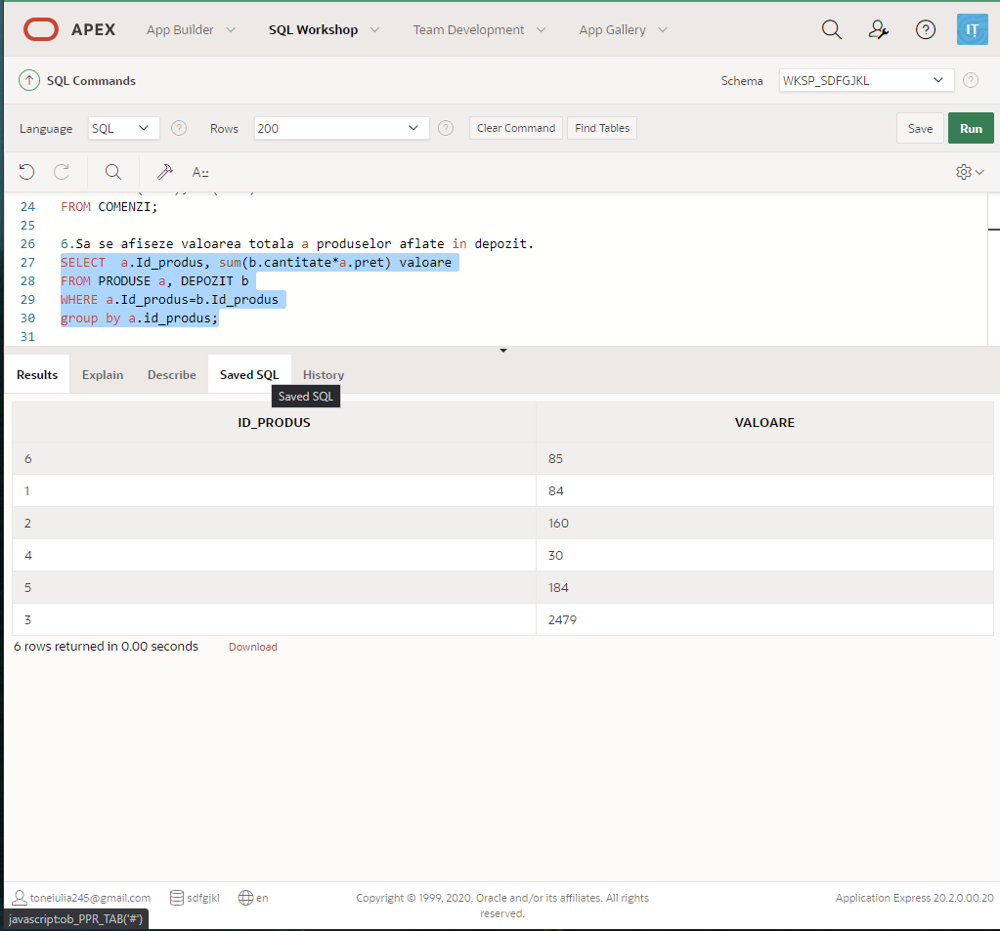 APEX App Builder SQL Workshop Team Development App Gallery IT
SQL Commands Schema WKSP_SDFGJKL
Language SQL Rows 200 Clear Command Find Tables Save Run
24 FROM COMENZI;
25
26 6.Sa se afiseze valoarea totala a produselor aflate in depozit.
27 SELECT a.Id_produs, sum(b.cantitate*a.pret) valoare
28 FROM PRODUSE a, DEPOZIT b
29 WHERE a.Id_produs=b.Id_produs
30 group by a.id_produs;
31
Results Explain Describe Saved SQL History
Saved SQL
ID_PRODUS VALOARE
6 85
1 84
2 160
4 30
5 184
3 2479
6 rows returned in 0.00 seconds Download
toneiulia245@gmail.com sdfgjkl en Copyright © 1999, 2020, Oracle and/or its affiliates. All rights reserved. Application Express 20.2.0.00.20
javascript:ob_PPR_TAB('#')